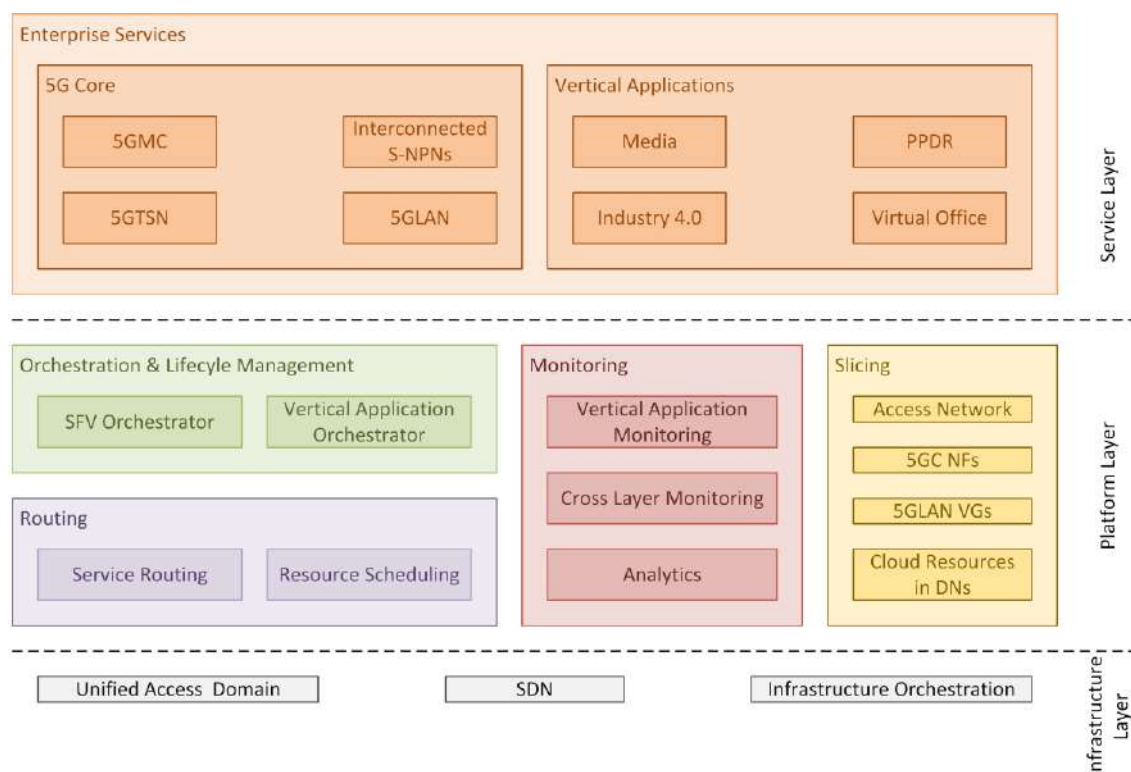 Enterprise Services
5G Core
5GMC
Interconnected
S-NPNs
5GTSN
5GLAN
Vertical Applications
Media
PPDR
Industry 4.0
Virtual Office
Service Layer
Orchestration & Lifecyle Management
SFV Orchestrator
Vertical Application
Orchestrator
Routing
Service Routing
Resource Scheduling
Monitoring
Vertical Application
Monitoring
Cross Layer Monitoring
Analytics
Slicing
Access Network
5GC NFs
5GLAN VGs
Cloud Resources
in DNs
Platform Layer
Unified Access Domain
SDN
Infrastructure Orchestration
Infrastructure
Layer